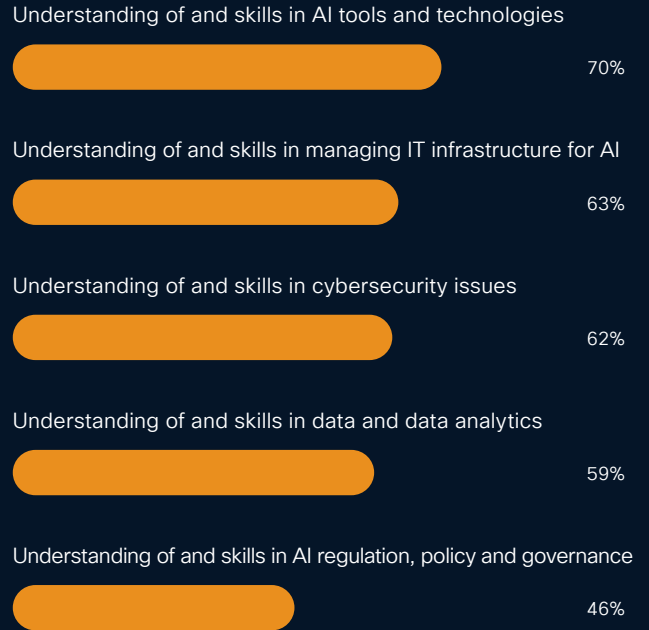 Understanding of and skills in AI tools and technologies
70%
Understanding of and skills in managing IT infrastructure for AI
63%
Understanding of and skills in cybersecurity issues
62%
Understanding of and skills in data and data analytics
59%
Understanding of and skills in AI regulation, policy and governance
46%